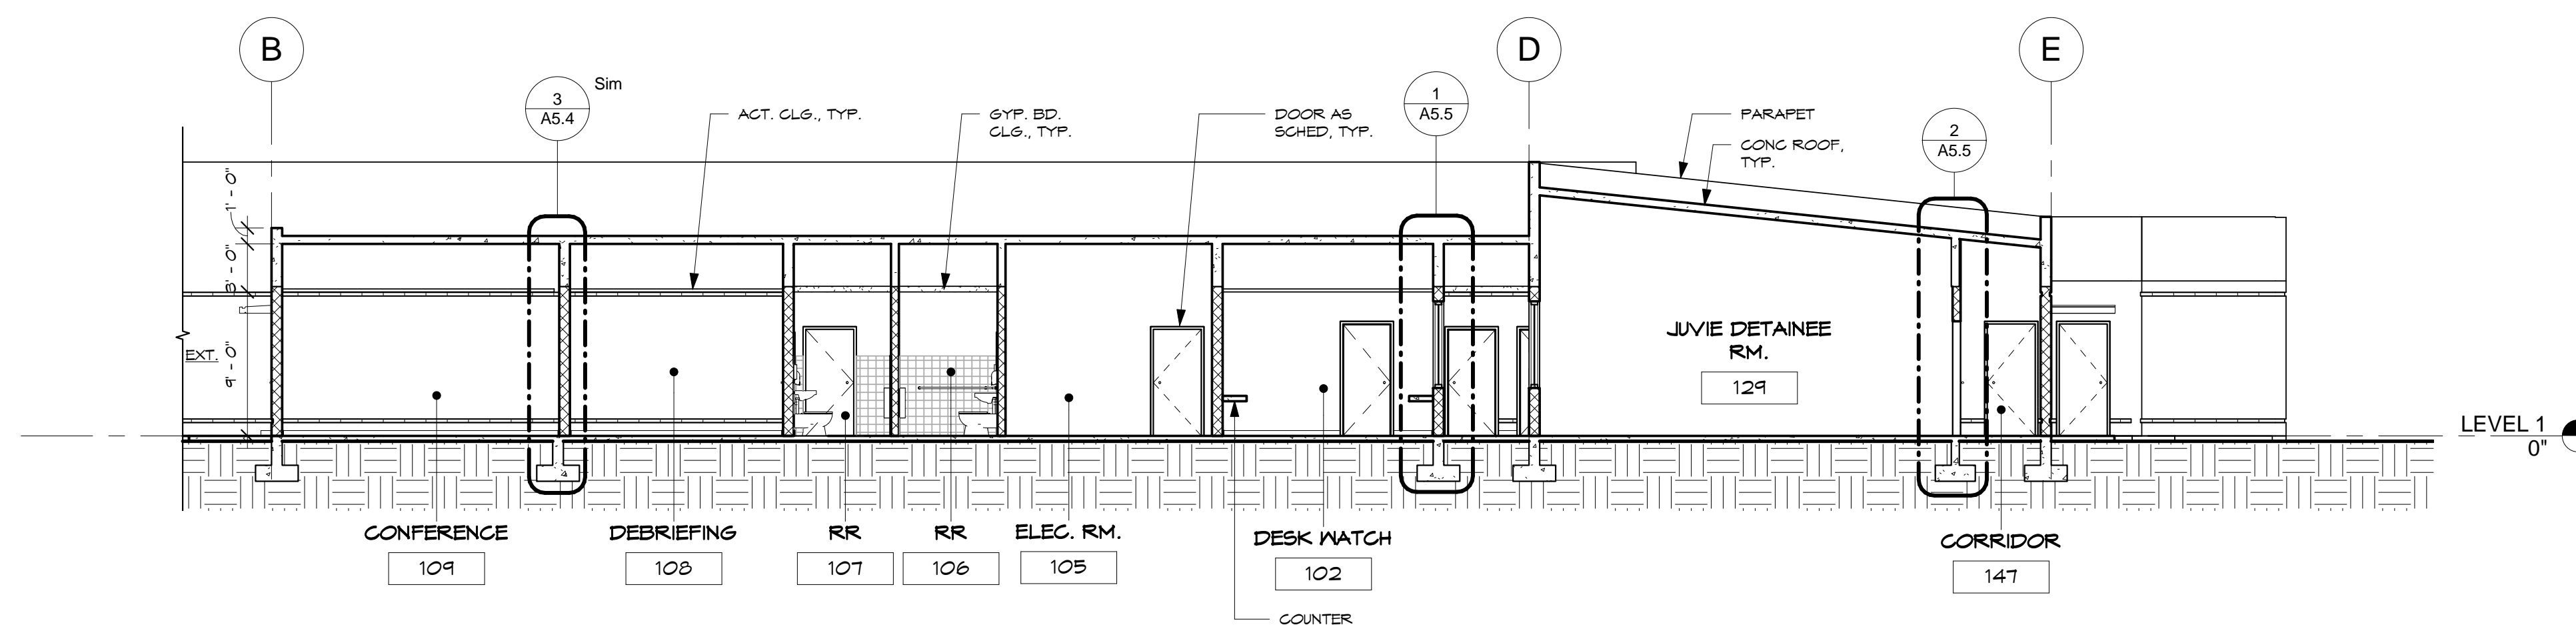 B
D
E
3
A5.4
Sim
1
A5.5
2
A5.5
ACT. CLG., TYP.
GYP. BD.
CLG., TYP.
DOOR AS
SCHED, TYP.
PARAPET
CONC ROOF,
TYP.
1' - 0"
3' - 0"
9' - 0"
EXT.
JUVIE DETAINEE
RM.
129
LEVEL 1
0"
CONFERENCE
109
DEBRIEFING
108
RR
107
RR
106
ELEC. RM.
105
DESK WATCH
102
CORRIDOR
147
COUNTER